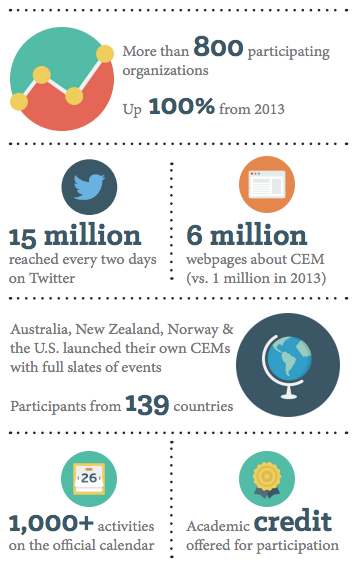 More than 800 participating
organizations
Up 100% from 2013
15 million
reached every two days
on Twitter
6 million
webpages about CEM
(vs. 1 million in 2013)
Australia, New Zealand, Norway &
the U.S. launched their own CEMs
with full slates of events
Participants from 139 countries
26
1,000+ activities
on the official calendar
Academic credit
offered for participation